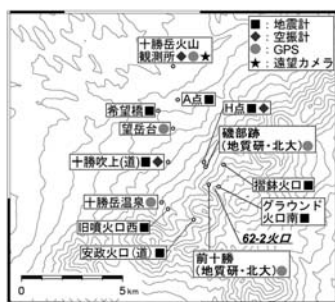 ■：地震計
◆：空振計
●：GPS
★：遠望カメラ
十勝岳火山
観測所◆●★
A点■
希望橋■
H点■◆
望岳台●
磯部跡
(地質研・北大)●
十勝吹上(道)■◆
摺鉢火口■
十勝岳温泉●
グラウンド
火口南■
旧噴火口西■
62-2火口
安政火口(道)■
前十勝
(地質研・北大)●
0 5
km